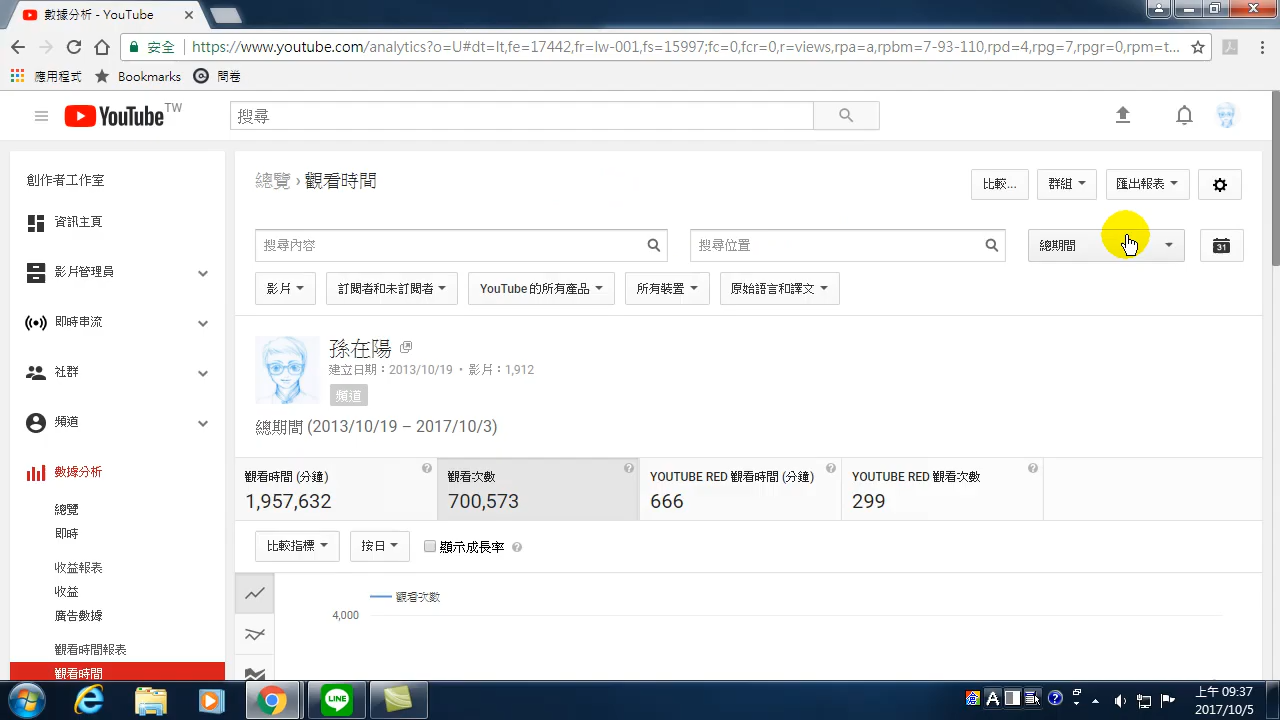 數據分析 - YouTube
安全 https://www.youtube.com/analytics?o=U#dt=lt,fe=17442,fr=lw-001,fs=15997;fc=0,fcr=0,r=views,rpa=a,rpbm=7-93-110,rpd=4,rpg=7,rpgr=0,rpm=t...
應用程式 Bookmarks 問卷
YouTube TW
搜尋
創作者工作室
資訊主頁
影片管理員
即時串流
社群
頻道
數據分析
總覽
即時
收益報表
收益
廣告數據
觀看時間報表
觀看時間
總覽 › 觀看時間
比較... 群組 匯出報表
搜尋內容 搜尋位置 總期間 31
影片 訂閱者和未訂閱者 YouTube 的所有產品 所有裝置 原始語言和譯文
孫在陽
建立日期：2013/10/19 · 影片：1,912
頻道
總期間 (2013/10/19 – 2017/10/3)
觀看時間 (分鐘) ? 觀看次數 ? YOUTUBE RED 觀看時間 (分鐘) ? YOUTUBE RED 觀看次數 ?
1,957,632 700,573 666 299
比較指標 按日 顯示成長率 ?
觀看次數
4,000
LINE
A ?
上午 09:37
2017/10/5